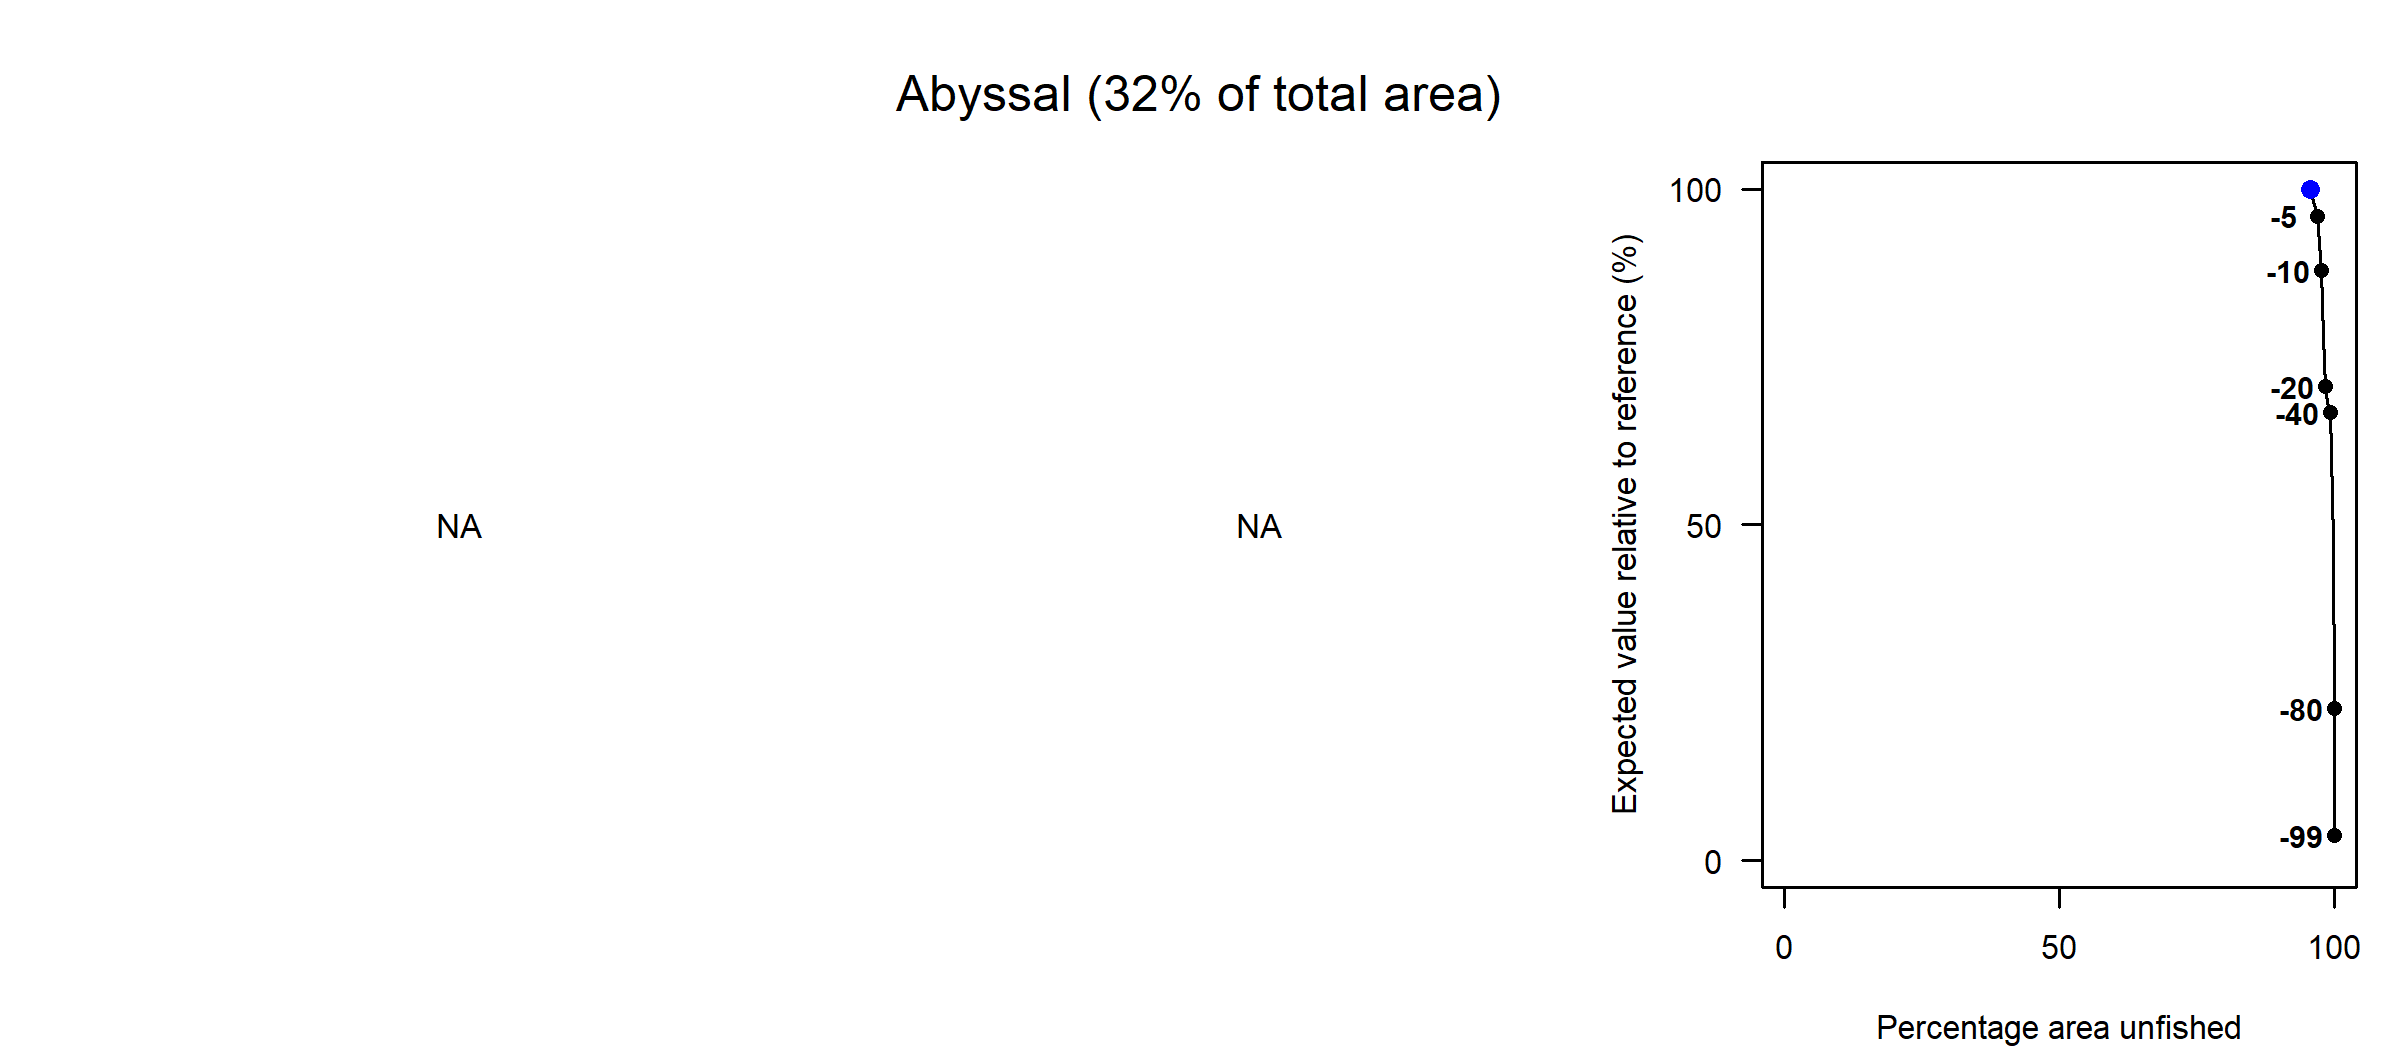 Abyssal (32% of total area)
NA
NA
Expected value relative to reference (%)
100
50
0
-5
-10
-20
-40
-80
-99
0
50
100
Percentage area unfished